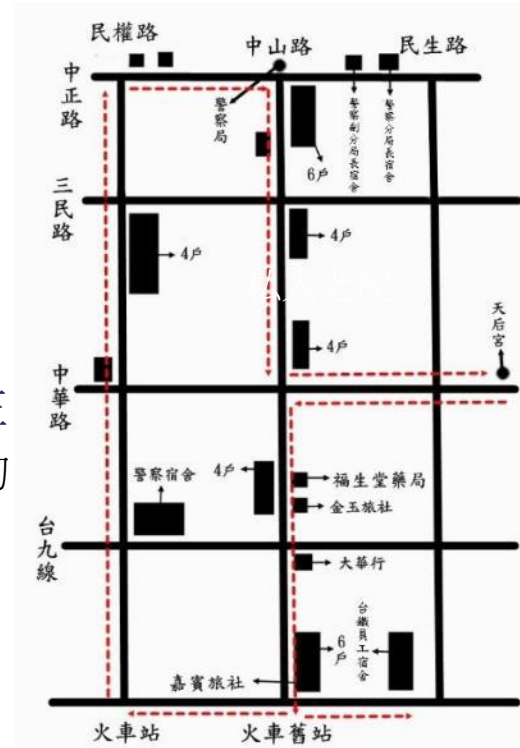 民權路
中山路
民生路
中正路
警察局
6戶
警察副分局長宿舍
警察分局長宿舍
三民路
4戶
4戶
天后宮
4戶
中華路
警察宿舍
4戶
福生堂藥局
金玉旅社
台九線
大華行
6戶
台鐵員工宿舍
嘉賓旅社
火車站
火車舊站